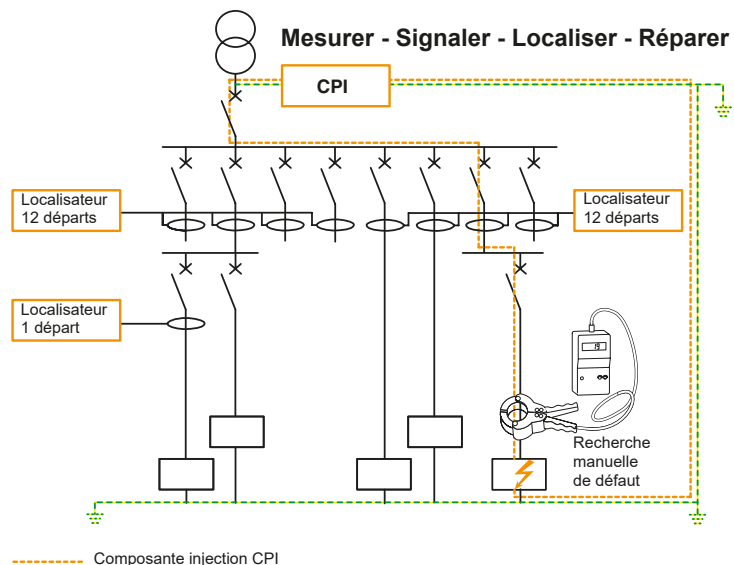 Mesurer - Signaler - Localiser - Réparer
CPI
Localisateur
12 départs
Localisateur
12 départs
Localisateur
1 départ
19
Recherche
manuelle
de défaut
Composante injection CPI